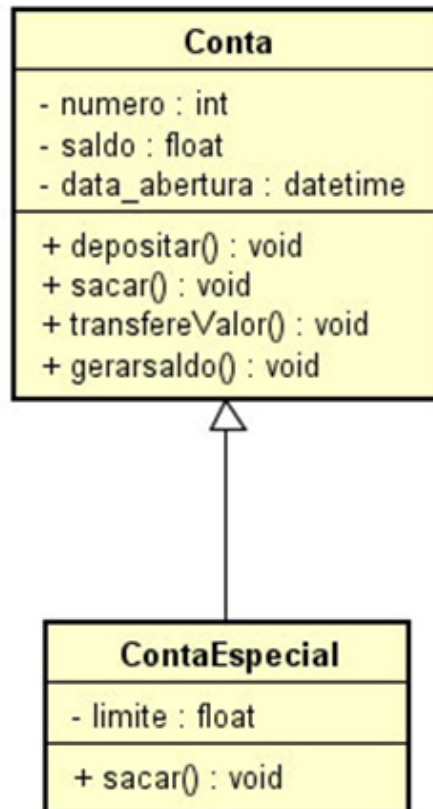 Conta
- numero : int
- saldo : float
- data_abertura : datetime
+ depositar() : void
+ sacar() : void
+ transfereValor() : void
+ gerarsaldo() : void
ContaEspecial
- limite : float
+ sacar() : void